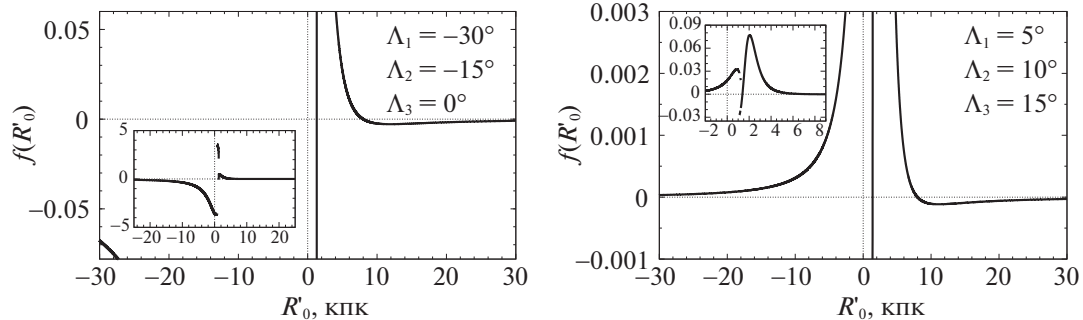 0.05
0
−0.05
f(R′₀)
Λ₁ = −30°
Λ₂ = −15°
Λ₃ = 0°
5
0
−5
−20 −10 0 10 20
−30 −20 −10 0 10 20 30
R′₀, кпк
0.003
0.002
0.001
0
−0.001
f(R′₀)
0.09
0.06
0.03
0
−0.03
−2 0 2 4 6 8
Λ₁ = 5°
Λ₂ = 10°
Λ₃ = 15°
−30 −20 −10 0 10 20 30
R′₀, кпк